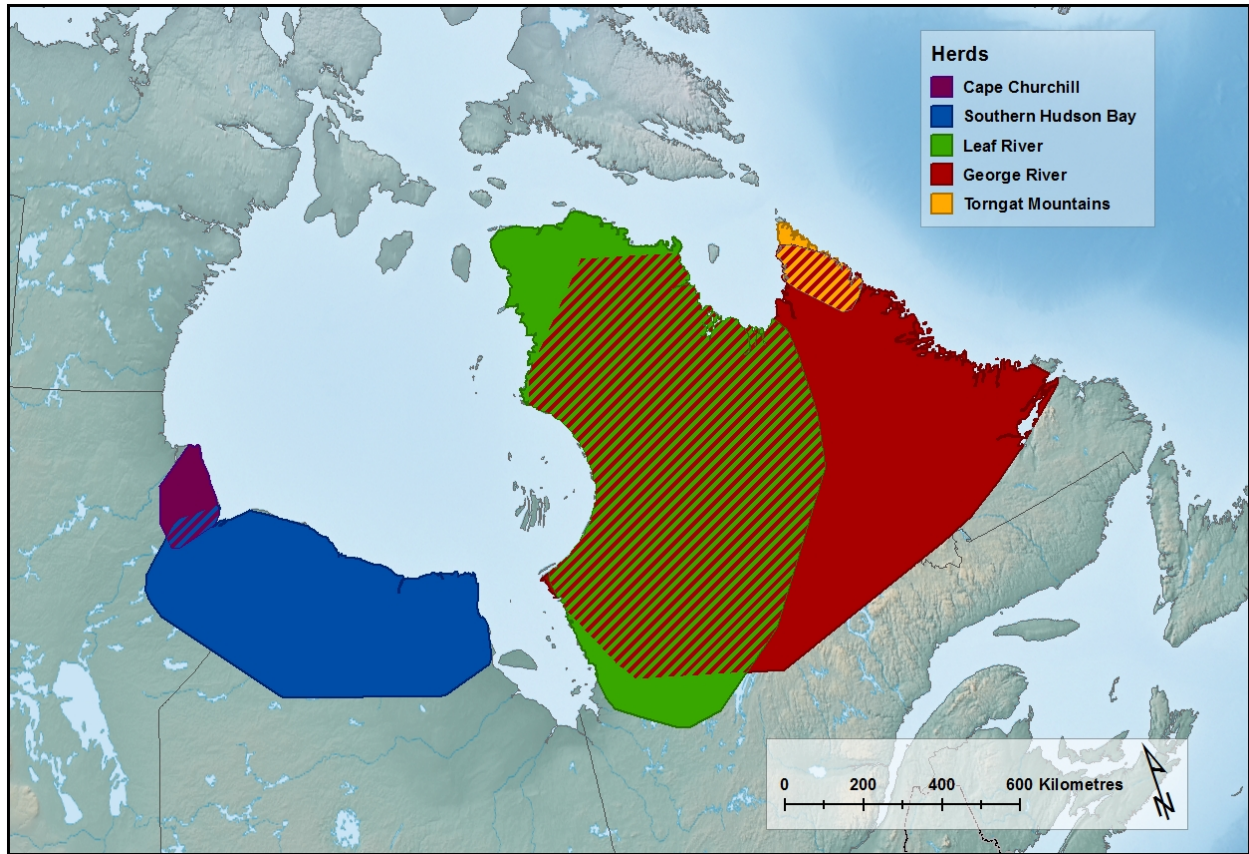 Herds
Cape Churchill
Southern Hudson Bay
Leaf River
George River
Torngat Mountains
0 200 400 600 Kilometres
N